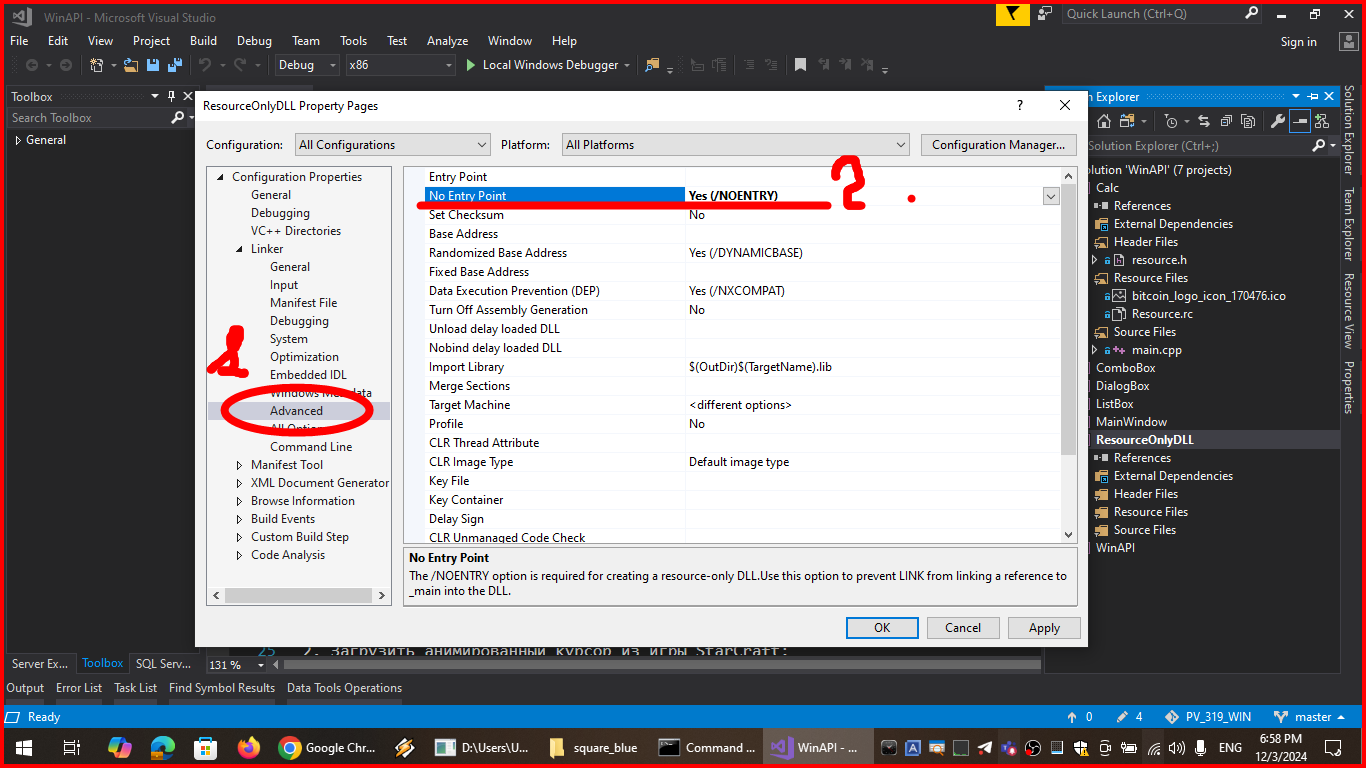 WinAPI - Microsoft Visual Studio
Quick Launch (Ctrl+Q)
File Edit View Project Build Debug Team Tools Test Analyze Window Help
Sign in
Debug x86 Local Windows Debugger
Toolbox
Search Toolbox
General
ResourceOnlyDLL Property Pages
?
Configuration: All Configurations Platform: All Platforms Configuration Manager...
Configuration Properties
General
Debugging
VC++ Directories
Linker
General
Input
Manifest File
Debugging
System
Optimization
Embedded IDL
Windows Metadata
Advanced
All Options
Command Line
Manifest Tool
XML Document Generator
Browse Information
Build Events
Custom Build Step
Code Analysis
1
2.
Entry Point
No Entry Point Yes (/NOENTRY)
Set Checksum No
Base Address
Randomized Base Address Yes (/DYNAMICBASE)
Fixed Base Address
Data Execution Prevention (DEP) Yes (/NXCOMPAT)
Turn Off Assembly Generation No
Unload delay loaded DLL
Nobind delay loaded DLL
Import Library $(OutDir)$(TargetName).lib
Merge Sections
Target Machine <different options>
Profile No
CLR Thread Attribute
CLR Image Type Default image type
Key File
Key Container
Delay Sign
CLR Unmanaged Code Check
No Entry Point
The /NOENTRY option is required for creating a resource-only DLL.Use this option to prevent LINK from linking a reference to
_main into the DLL.
OK Cancel Apply
n Explorer
Solution Explorer (Ctrl+;)
olution 'WinAPI' (7 projects)
Calc
References
External Dependencies
Header Files
resource.h
Resource Files
bitcoin_logo_icon_170476.ico
Resource.rc
Source Files
main.cpp
ComboBox
DialogBox
ListBox
MainWindow
ResourceOnlyDLL
References
External Dependencies
Header Files
Resource Files
Source Files
WinAPI
Solution Explorer
Team Explorer
Resource View
Properties
25 2. Загрузить анимированный курсор из игры StarCraft:
Server Ex... Toolbox SQL Serv...
131 %
Output Error List Task List Find Symbol Results Data Tools Operations
Ready
0 4 PV_319_WIN master
Google Chr...
D:\Users\U...
square_blue
Command ...
WinAPI - ...
ENG
6:58 PM
12/3/2024